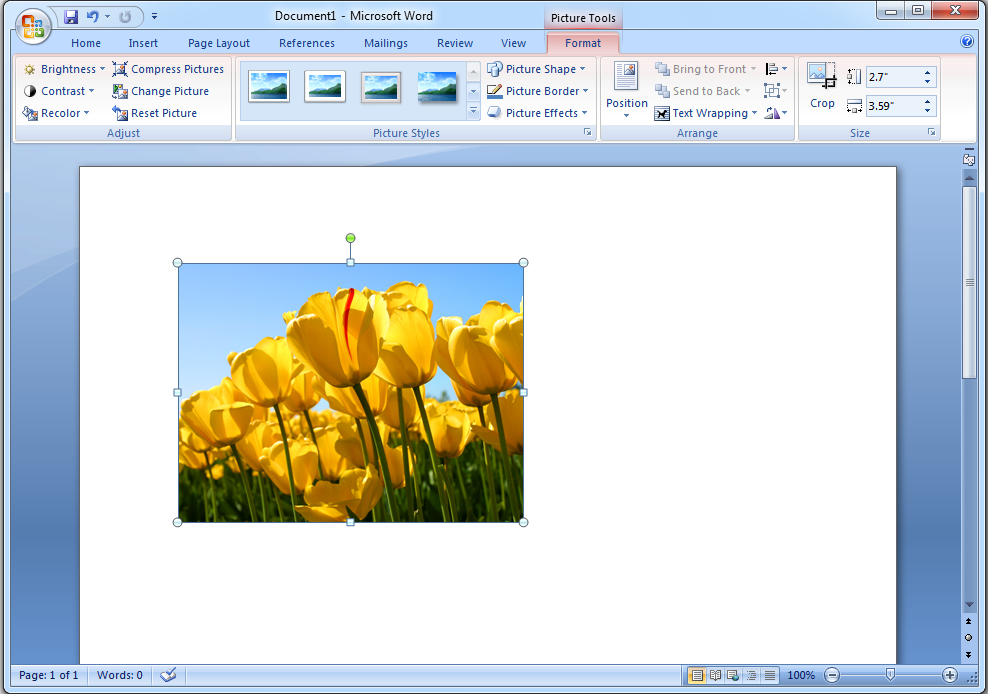 Document1 - Microsoft Word
Picture Tools
Home Insert Page Layout References Mailings Review View Format
Brightness Compress Pictures Picture Shape Bring to Front 2.7"
Contrast Change Picture Picture Border Position Send to Back Crop
Recolor Reset Picture Picture Effects Text Wrapping 3.59"
Adjust Picture Styles Arrange Size
Page: 1 of 1 Words: 0 100%